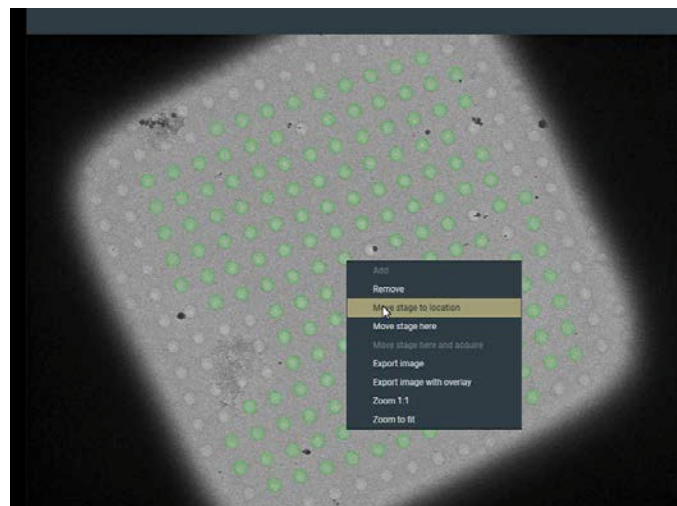 Add
Remove
Move stage to location
Move stage here
Move stage here and acquire
Export image
Export image with overlay
Zoom 1:1
Zoom to fit